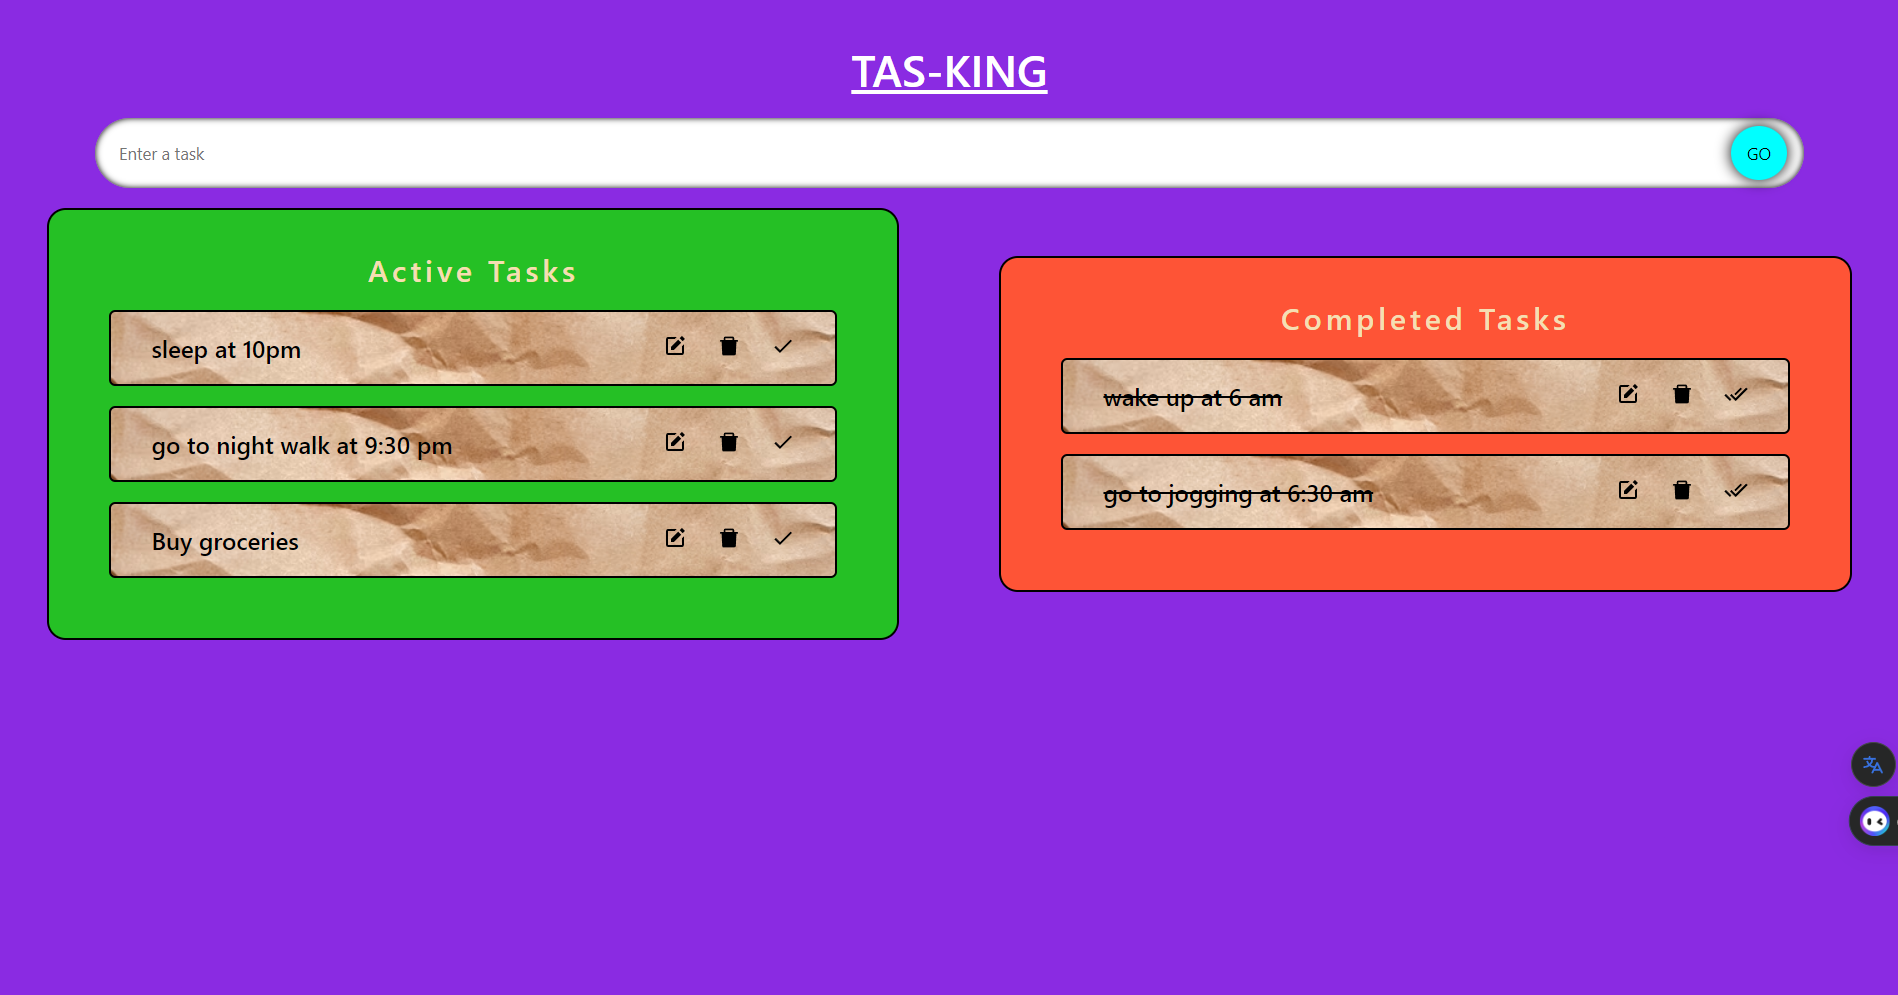 TAS-KING
Enter a task
GO
Active Tasks
sleep at 10pm
go to night walk at 9:30 pm
Buy groceries
Completed Tasks
wake up at 6 am
go to jogging at 6:30 am